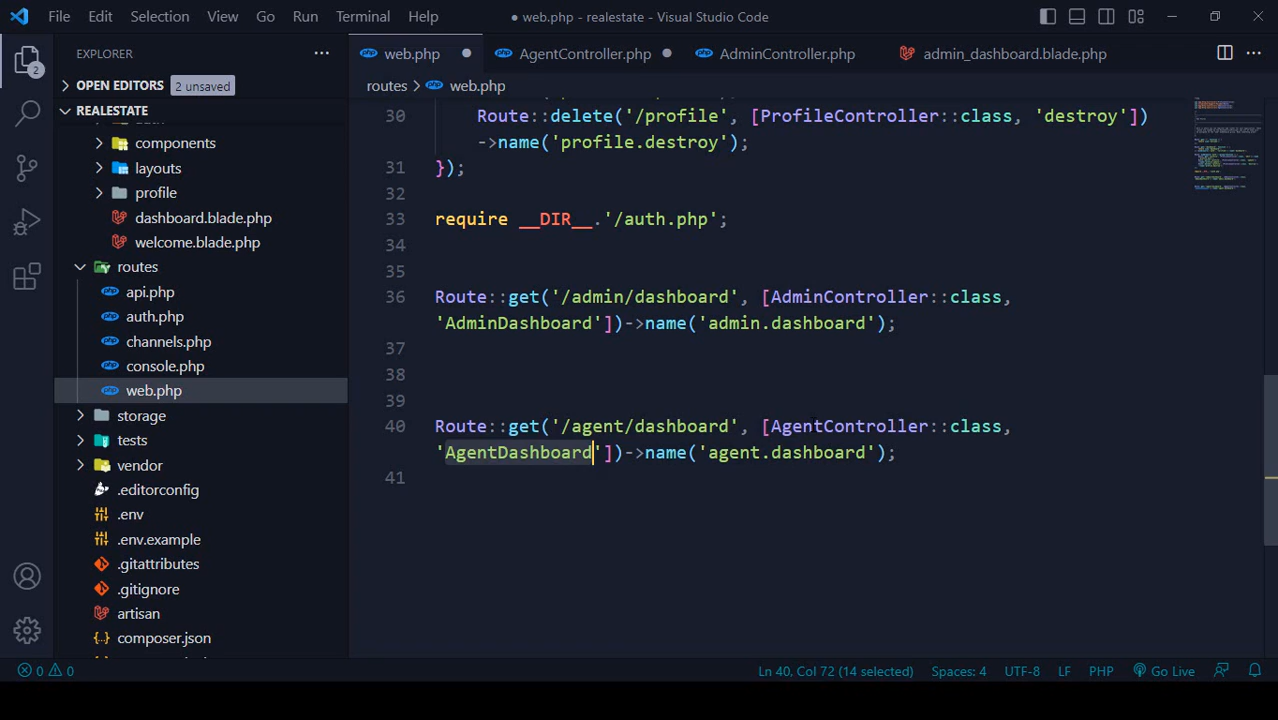 File Edit Selection View Go Run Terminal Help
● web.php - realestate - Visual Studio Code
EXPLORER
2
OPEN EDITORS 2 unsaved
REALESTATE
components
layouts
profile
dashboard.blade.php
welcome.blade.php
routes
api.php
auth.php
channels.php
console.php
web.php
storage
tests
vendor
.editorconfig
.env
.env.example
.gitattributes
.gitignore
artisan
composer.json
web.php AgentController.php AdminController.php admin_dashboard.blade.php
routes > web.php
30 Route::delete('/profile', [ProfileController::class, 'destroy'])
->name('profile.destroy');
31 });
32
33 require __DIR__.'/auth.php';
34
35
36 Route::get('/admin/dashboard', [AdminController::class,
'AdminDashboard'])->name('admin.dashboard');
37
38
39
40 Route::get('/agent/dashboard', [AgentController::class,
'AgentDashboard'])->name('agent.dashboard');
41
0 0 Ln 40, Col 72 (14 selected) Spaces: 4 UTF-8 LF PHP Go Live